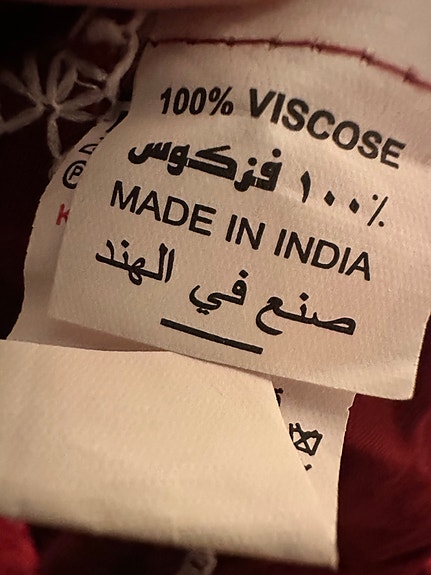 100% VISCOSE
١٠٠٪ فزكوس
MADE IN INDIA
صنع في الهند
P
K